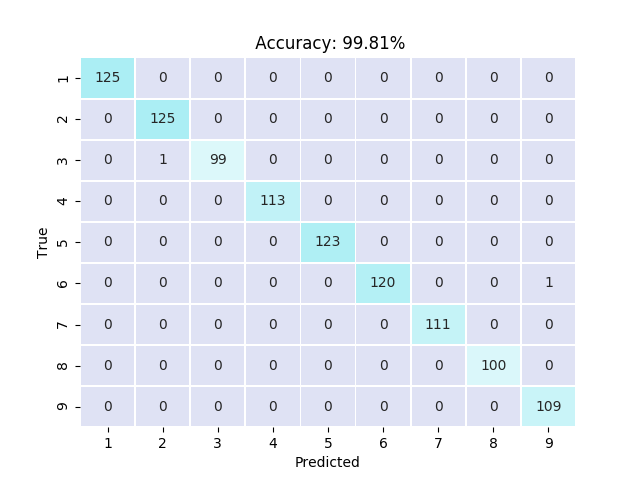 Accuracy: 99.81%
1 125 0 0 0 0 0 0 0 0
2 0 125 0 0 0 0 0 0 0
3 0 1 99 0 0 0 0 0 0
4 0 0 0 113 0 0 0 0 0
5 0 0 0 0 123 0 0 0 0
6 0 0 0 0 0 120 0 0 1
7 0 0 0 0 0 0 111 0 0
8 0 0 0 0 0 0 0 100 0
9 0 0 0 0 0 0 0 0 109
True
1 2 3 4 5 6 7 8 9
Predicted